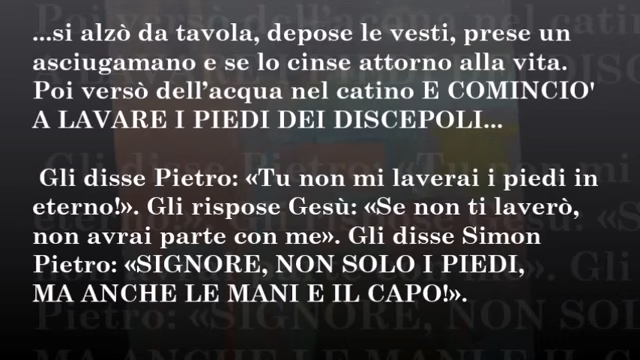 ...si alzò da tavola, depose le vesti, prese un
asciugamano e se lo cinse attorno alla vita.
Poi versò dell'acqua nel catino E COMINCIO'
A LAVARE I PIEDI DEI DISCEPOLI...
Gli disse Pietro: «Tu non mi laverai i piedi in
eterno!». Gli rispose Gesù: «Se non ti laverò,
non avrai parte con me». Gli disse Simon
Pietro: «SIGNORE, NON SOLO I PIEDI,
MA ANCHE LE MANI E IL CAPO!».